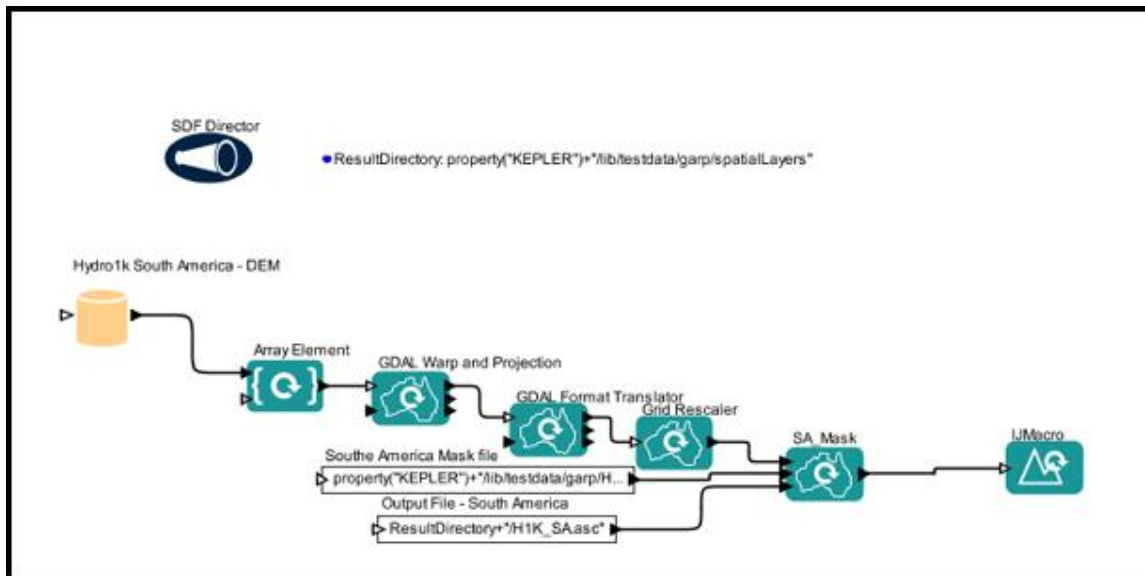 SDF Director
ResultDirectory: property("KEPLER")+"/lib/testdata/garp/spatialLayers"
Hydro1k South America - DEM
Array Element
GDAL Warp and Projection
GDAL Format Translator
Grid Rescaler
SA_Mask
IJMacro
Southe America Mask file
property("KEPLER")+"/lib/testdata/garp/H...
Output File - South America
ResultDirectory+"/H1K_SA.asc"